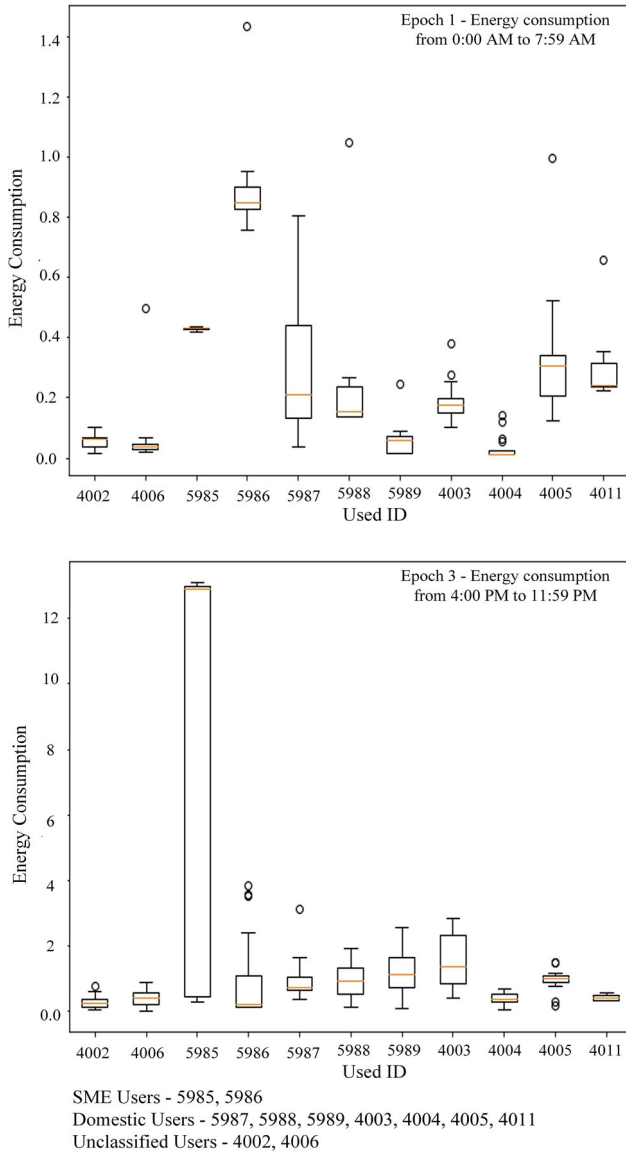 Epoch 1 - Energy consumption
from 0:00 AM to 7:59 AM
Energy Consumption
1.4
1.2
1.0
0.8
0.6
0.4
0.2
0.0
4002 4006 5985 5986 5987 5988 5989 4003 4004 4005 4011
Used ID
Epoch 3 - Energy consumption
from 4:00 PM to 11:59 PM
Energy Consumption
12
10
8
6
4
2
0.0
4002 4006 5985 5986 5987 5988 5989 4003 4004 4005 4011
Used ID
SME Users - 5985, 5986
Domestic Users - 5987, 5988, 5989, 4003, 4004, 4005, 4011
Unclassified Users - 4002, 4006